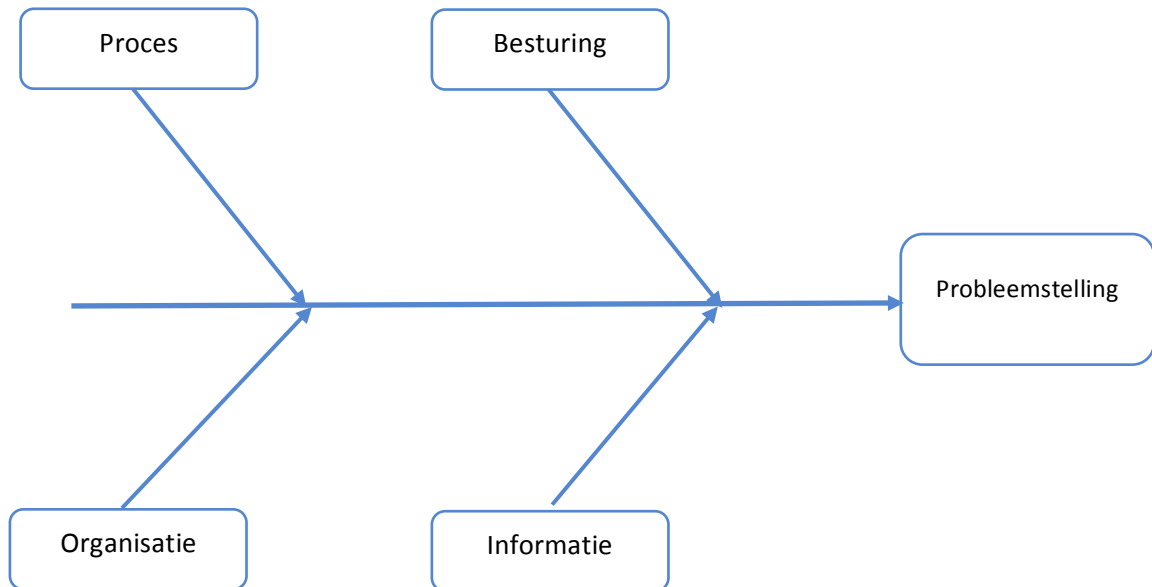 Proces
Besturing
Probleemstelling
Organisatie
Informatie